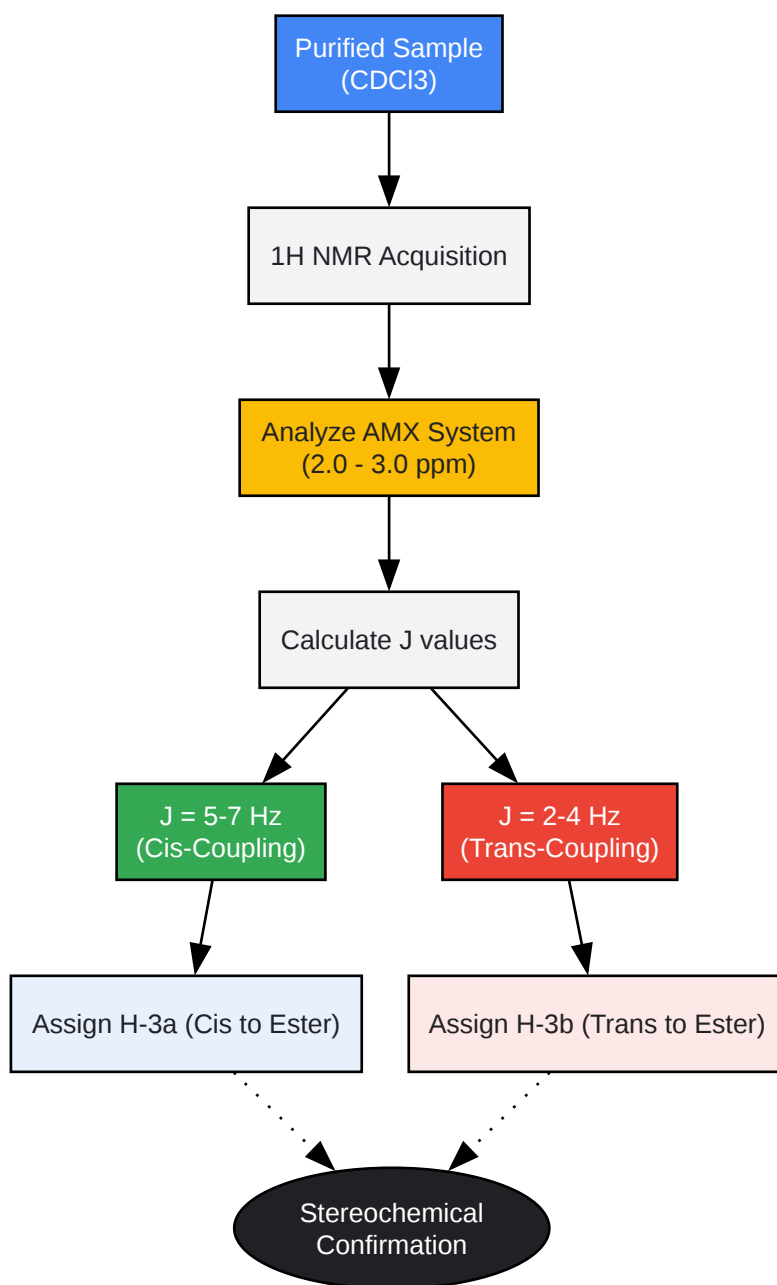 Purified Sample
(CDCl3)
1H NMR Acquisition
Analyze AMX System
(2.0 - 3.0 ppm)
Calculate J values
J = 5-7 Hz
(Cis-Coupling)
J = 2-4 Hz
(Trans-Coupling)
Assign H-3a (Cis to Ester)
Assign H-3b (Trans to Ester)
Stereochemical
Confirmation